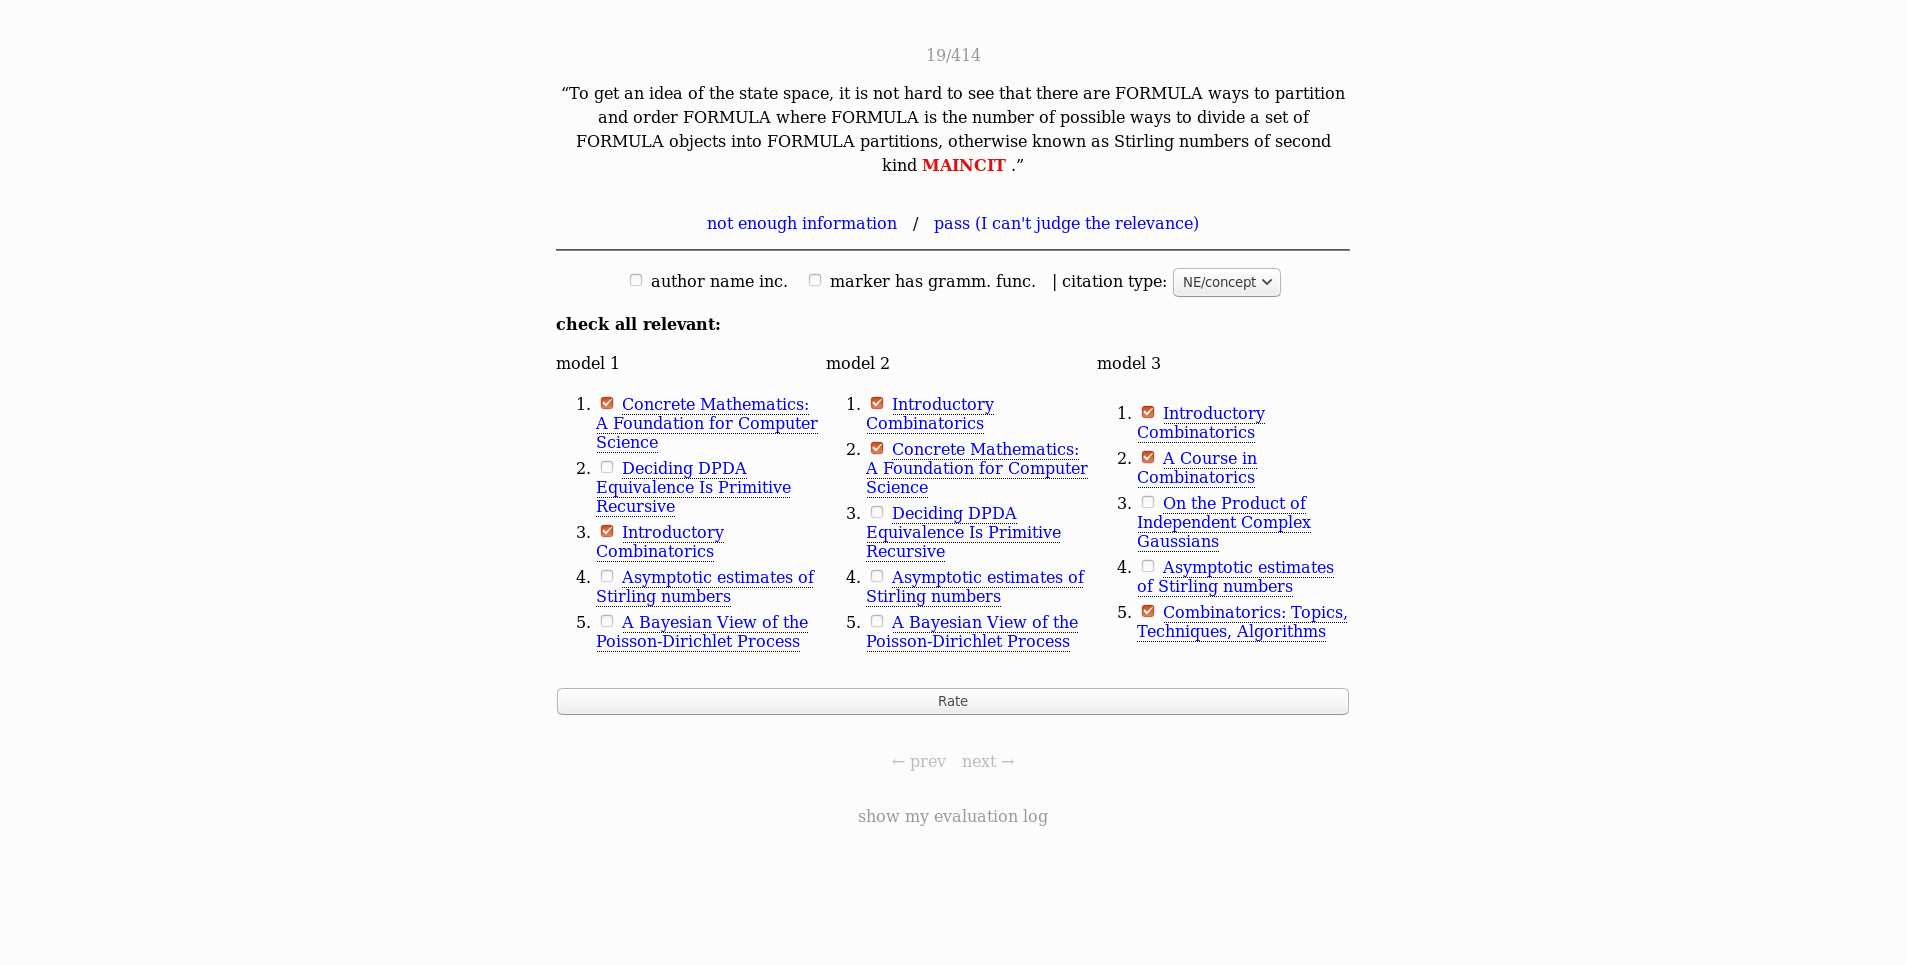 19/414
“To get an idea of the state space, it is not hard to see that there are FORMULA ways to partition
and order FORMULA where FORMULA is the number of possible ways to divide a set of
FORMULA objects into FORMULA partitions, otherwise known as Stirling numbers of second
kind MAINCIT .”
not enough information / pass (I can't judge the relevance)
author name inc. marker has gramm. func. | citation type: NE/concept
check all relevant:
model 1
1. Concrete Mathematics:
A Foundation for Computer
Science
2. Deciding DPDA
Equivalence Is Primitive
Recursive
3. Introductory
Combinatorics
4. Asymptotic estimates of
Stirling numbers
5. A Bayesian View of the
Poisson-Dirichlet Process
model 2
1. Introductory
Combinatorics
2. Concrete Mathematics:
A Foundation for Computer
Science
3. Deciding DPDA
Equivalence Is Primitive
Recursive
4. Asymptotic estimates of
Stirling numbers
5. A Bayesian View of the
Poisson-Dirichlet Process
model 3
1. Introductory
Combinatorics
2. A Course in
Combinatorics
3. On the Product of
Independent Complex
Gaussians
4. Asymptotic estimates
of Stirling numbers
5. Combinatorics: Topics,
Techniques, Algorithms
Rate
← prev next →
show my evaluation log